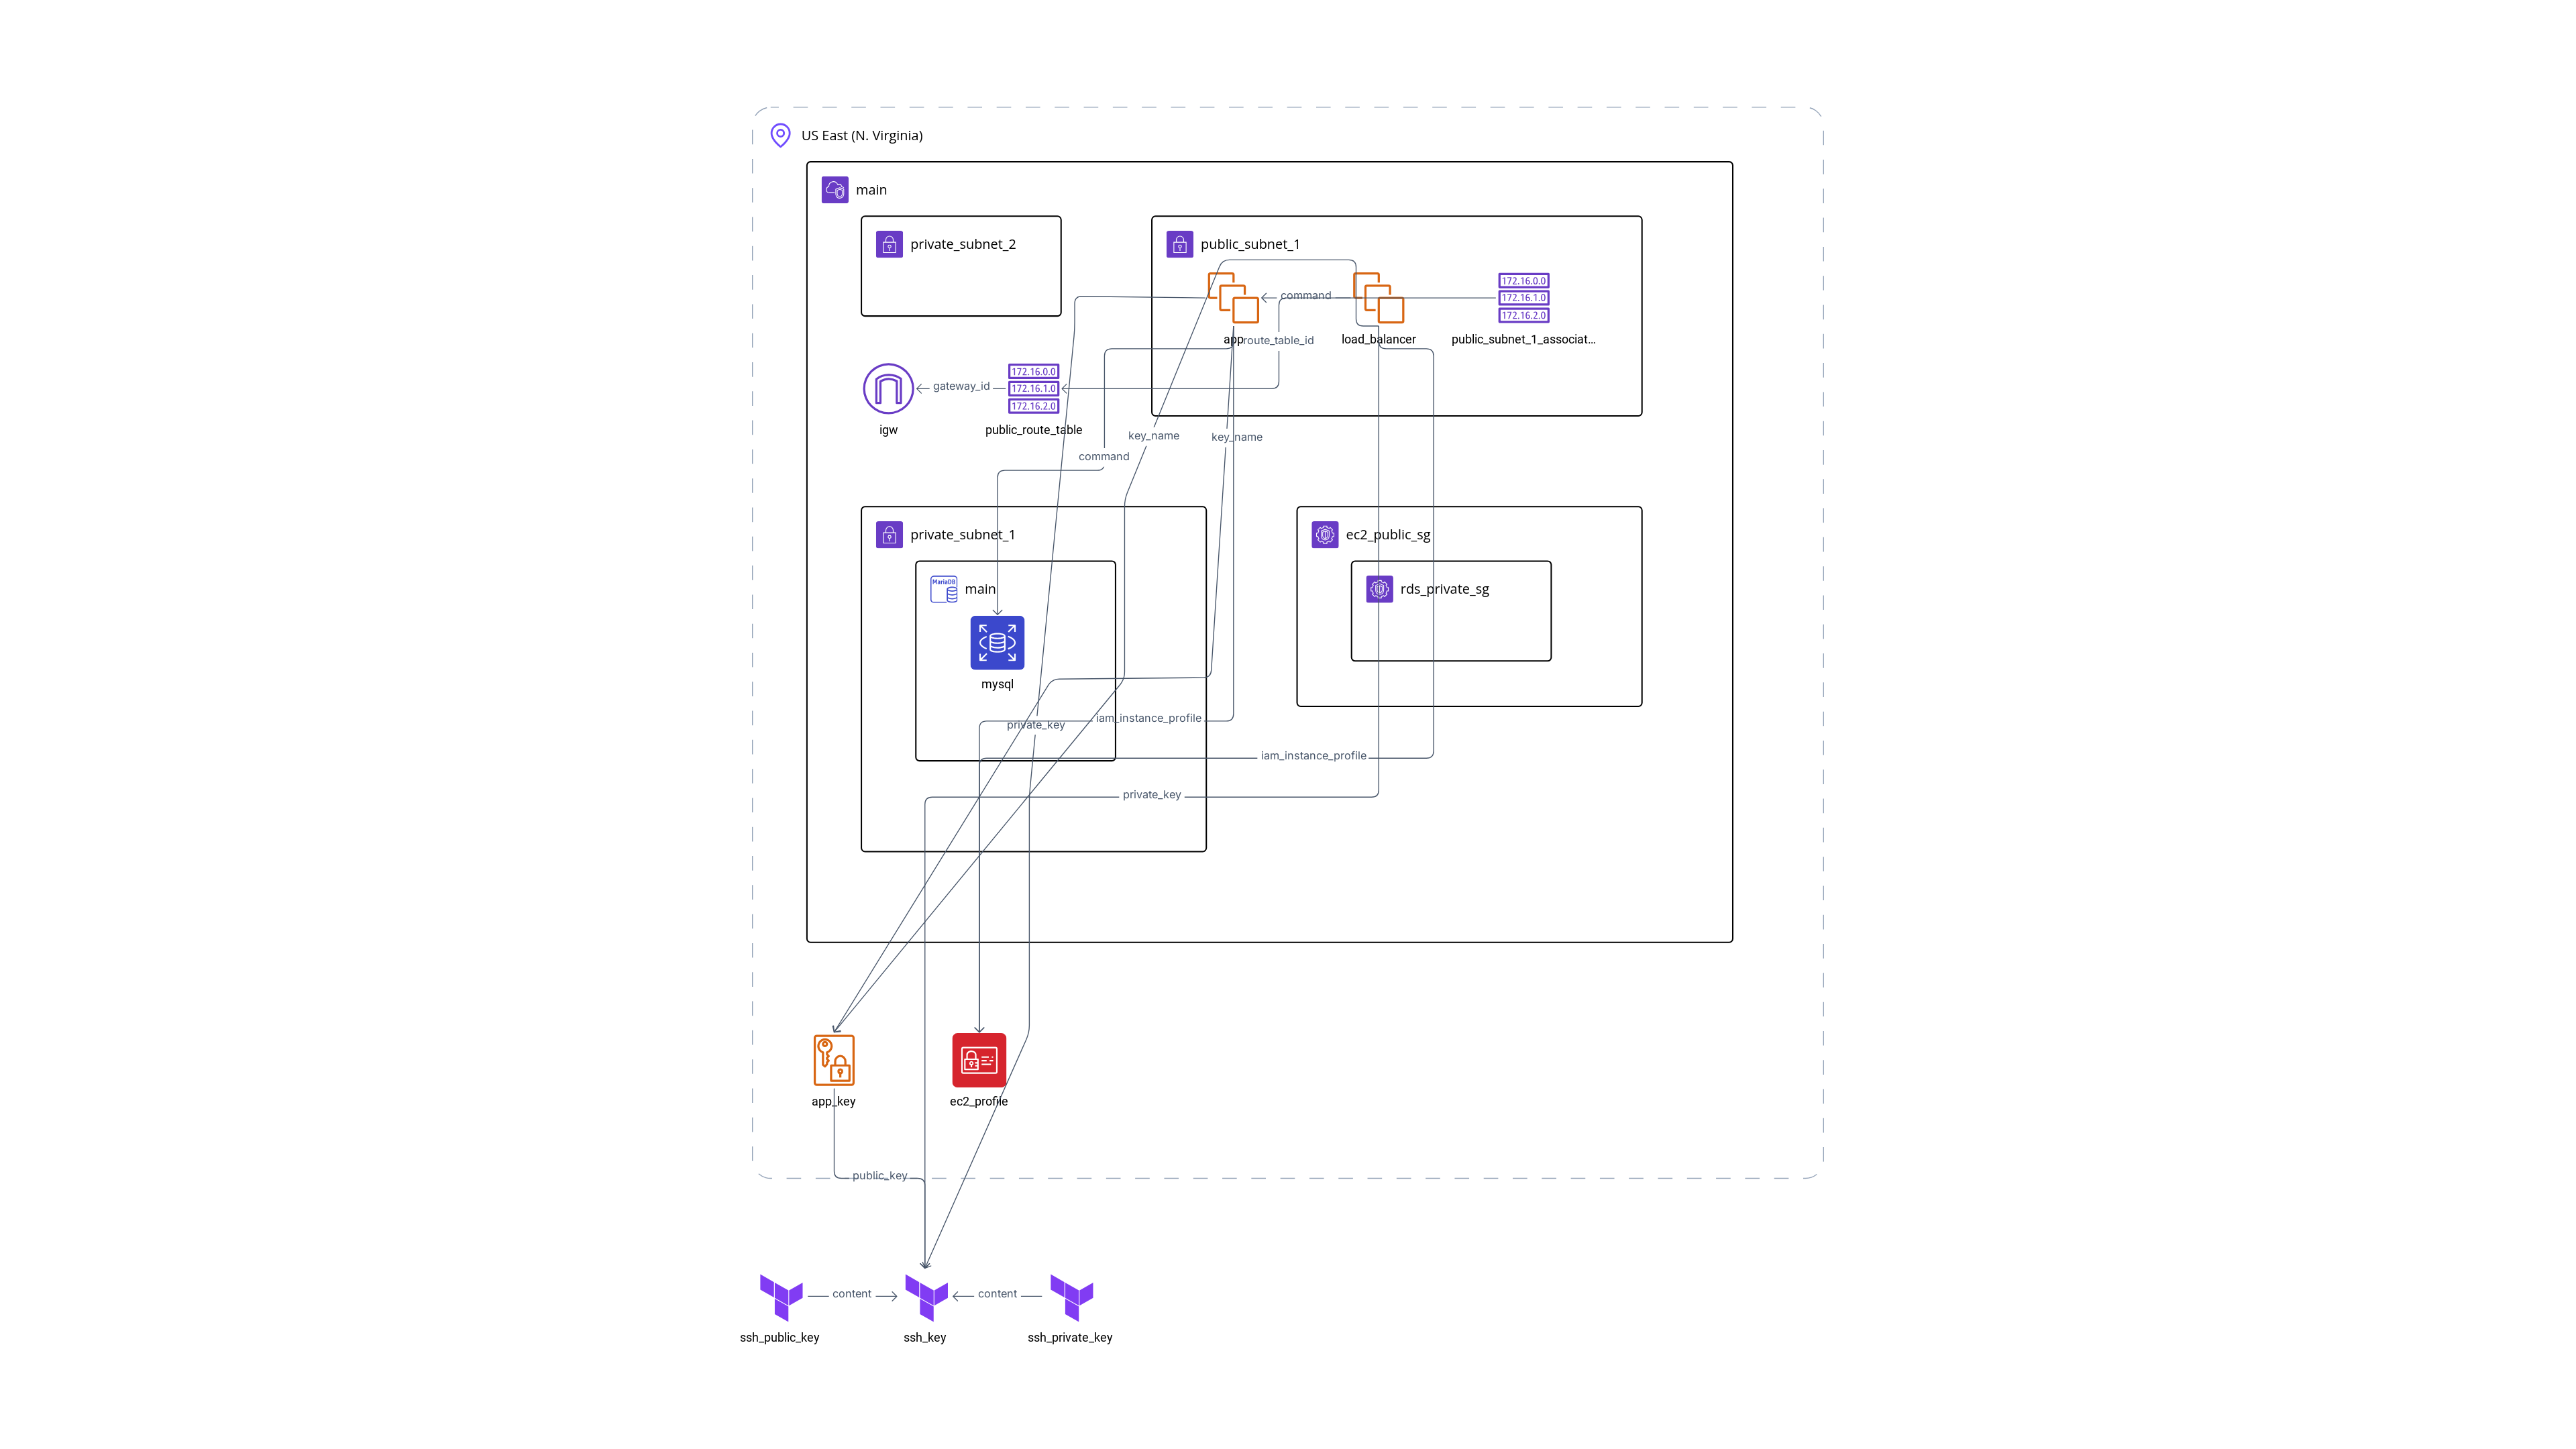 US East (N. Virginia)
main
private_subnet_2
public_subnet_1
172.16.0.0
172.16.1.0
172.16.2.0
command
app
route_table_id
load_balancer
public_subnet_1_associat...
172.16.0.0
172.16.1.0
172.16.2.0
gateway_id
igw
public_route_table
key_name
key_name
command
private_subnet_1
ec2_public_sg
MariaDB
main
rds_private_sg
mysql
private_key
iam_instance_profile
iam_instance_profile
private_key
app_key
ec2_profile
public_key
content
content
ssh_public_key
ssh_key
ssh_private_key